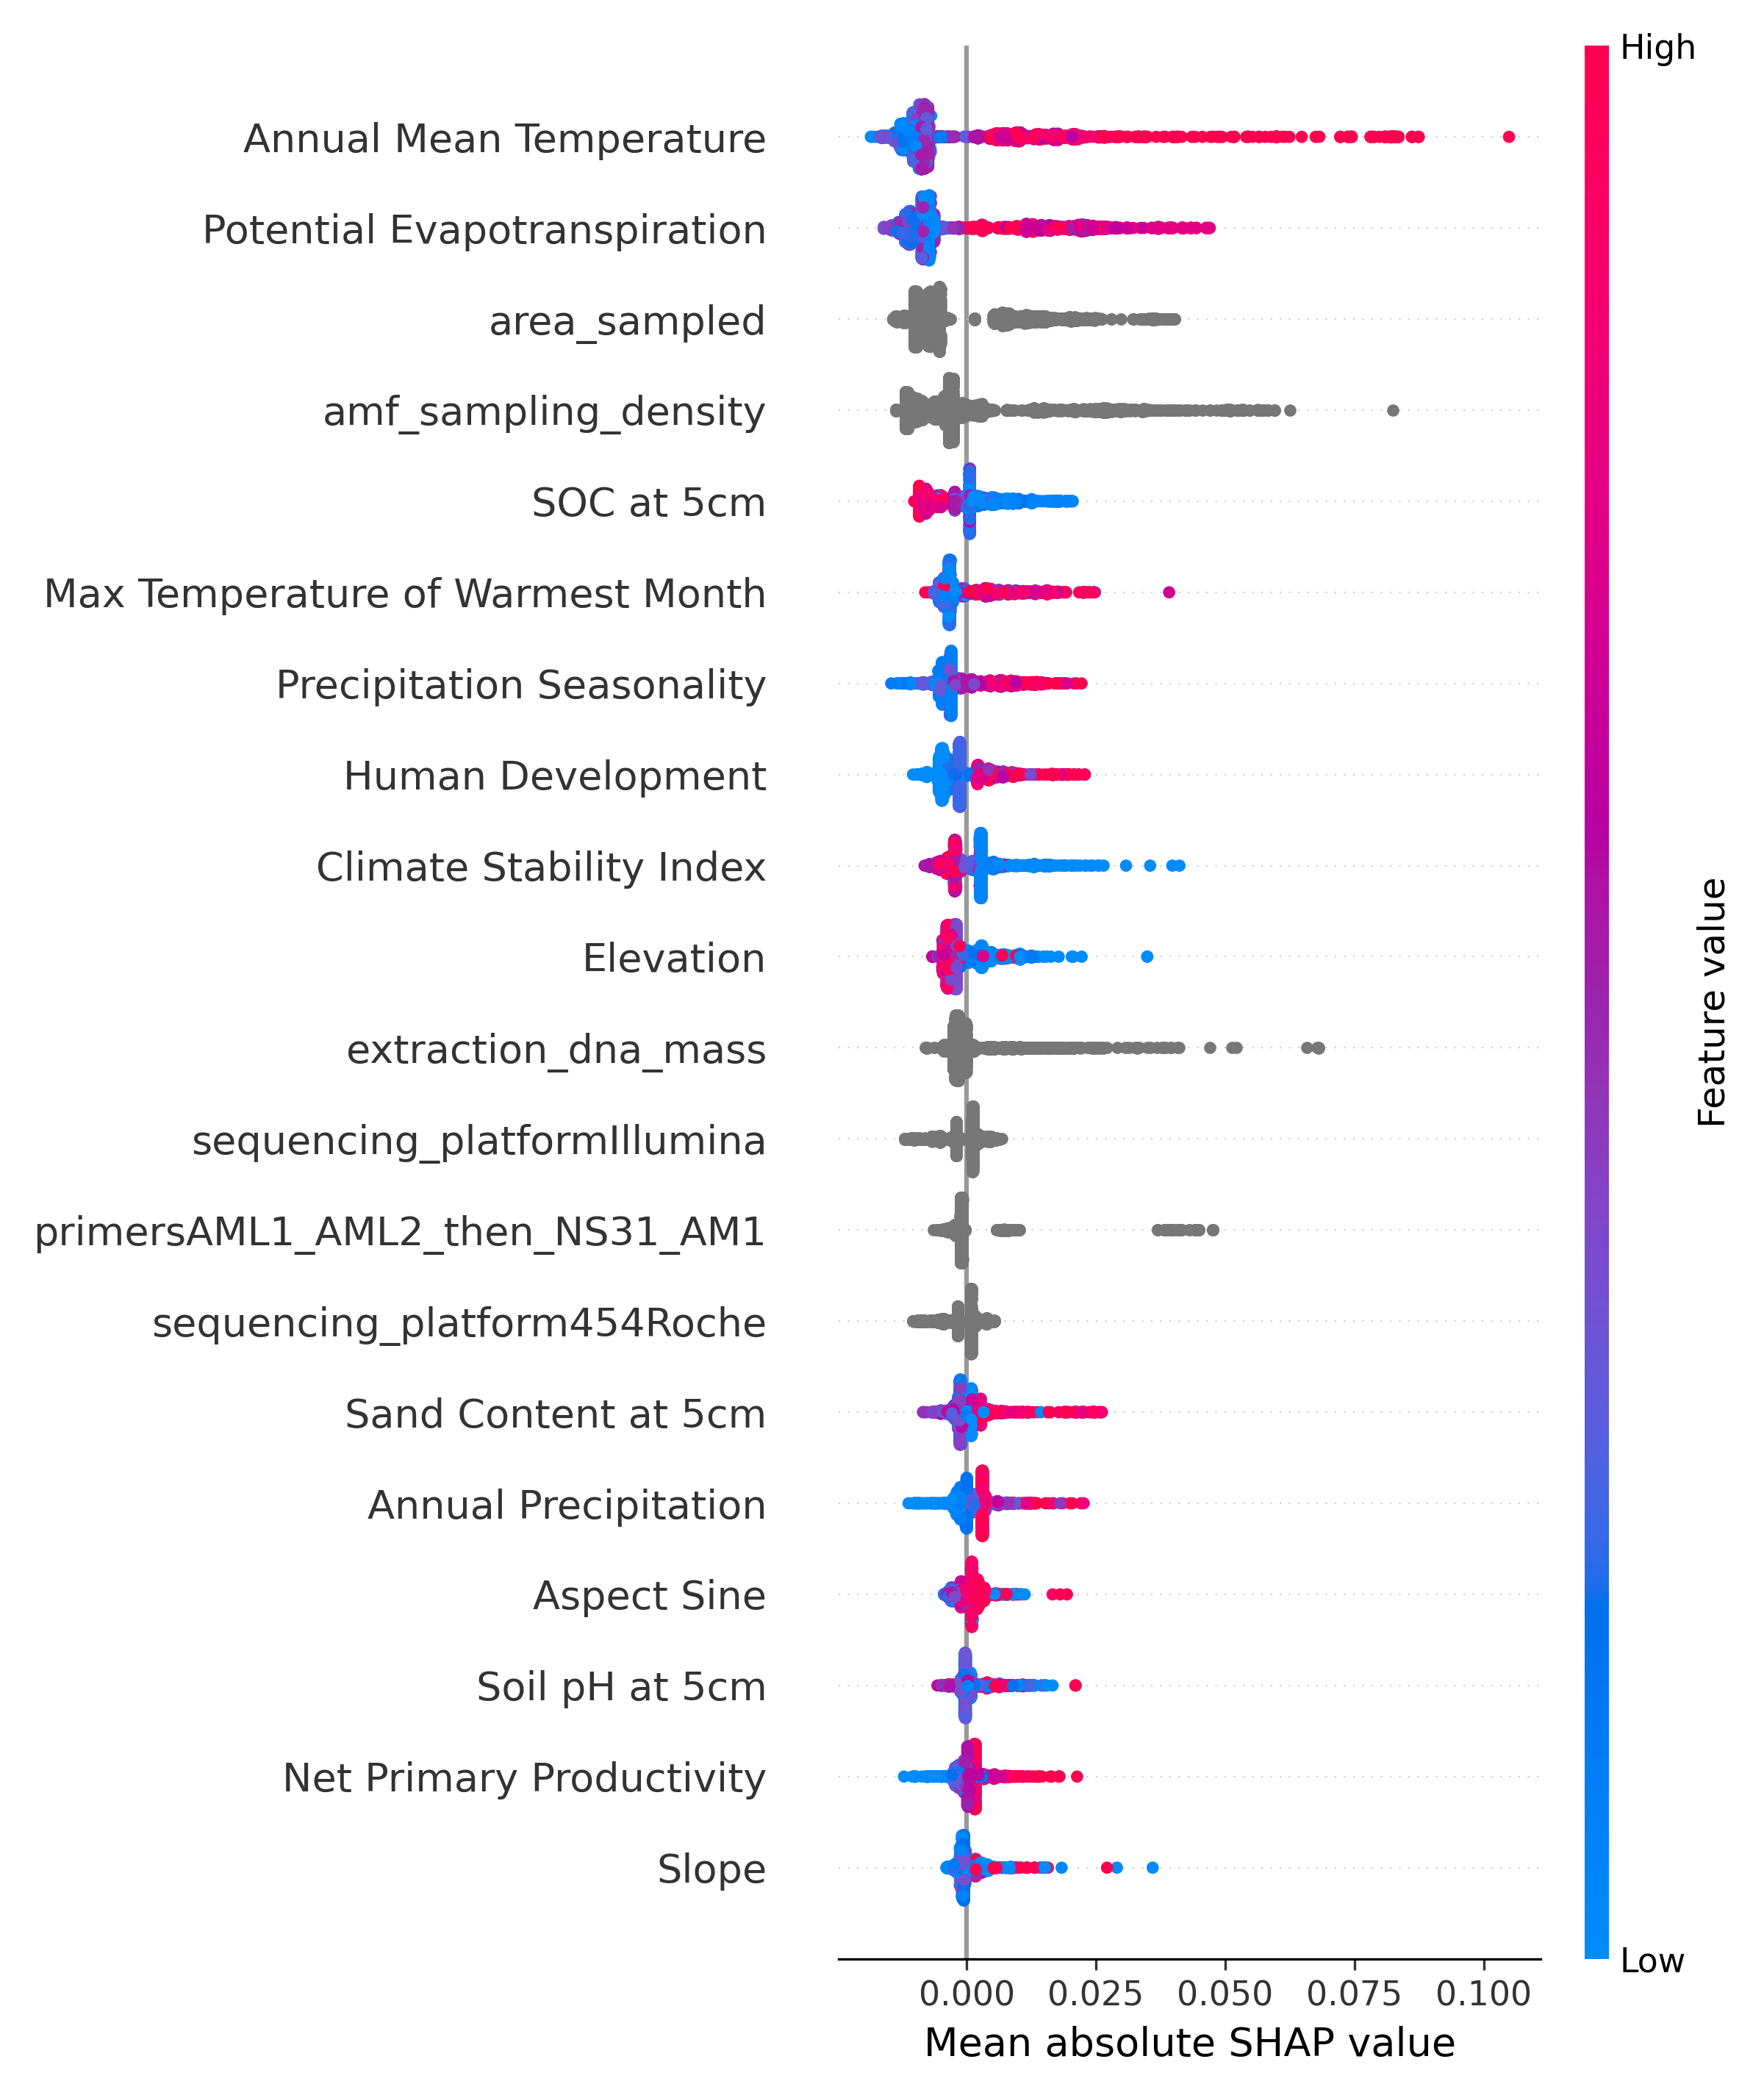 High
Annual Mean Temperature
Potential Evapotranspiration
area_sampled
amf_sampling_density
SOC at 5cm
Max Temperature of Warmest Month
Precipitation Seasonality
Human Development
Climate Stability Index
Elevation
extraction_dna_mass
sequencing_platformIllumina
primersAML1_AML2_then_NS31_AM1
sequencing_platform454Roche
Sand Content at 5cm
Annual Precipitation
Aspect Sine
Soil pH at 5cm
Net Primary Productivity
Slope
Feature value
Low
0.000 0.025 0.050 0.075 0.100
Mean absolute SHAP value